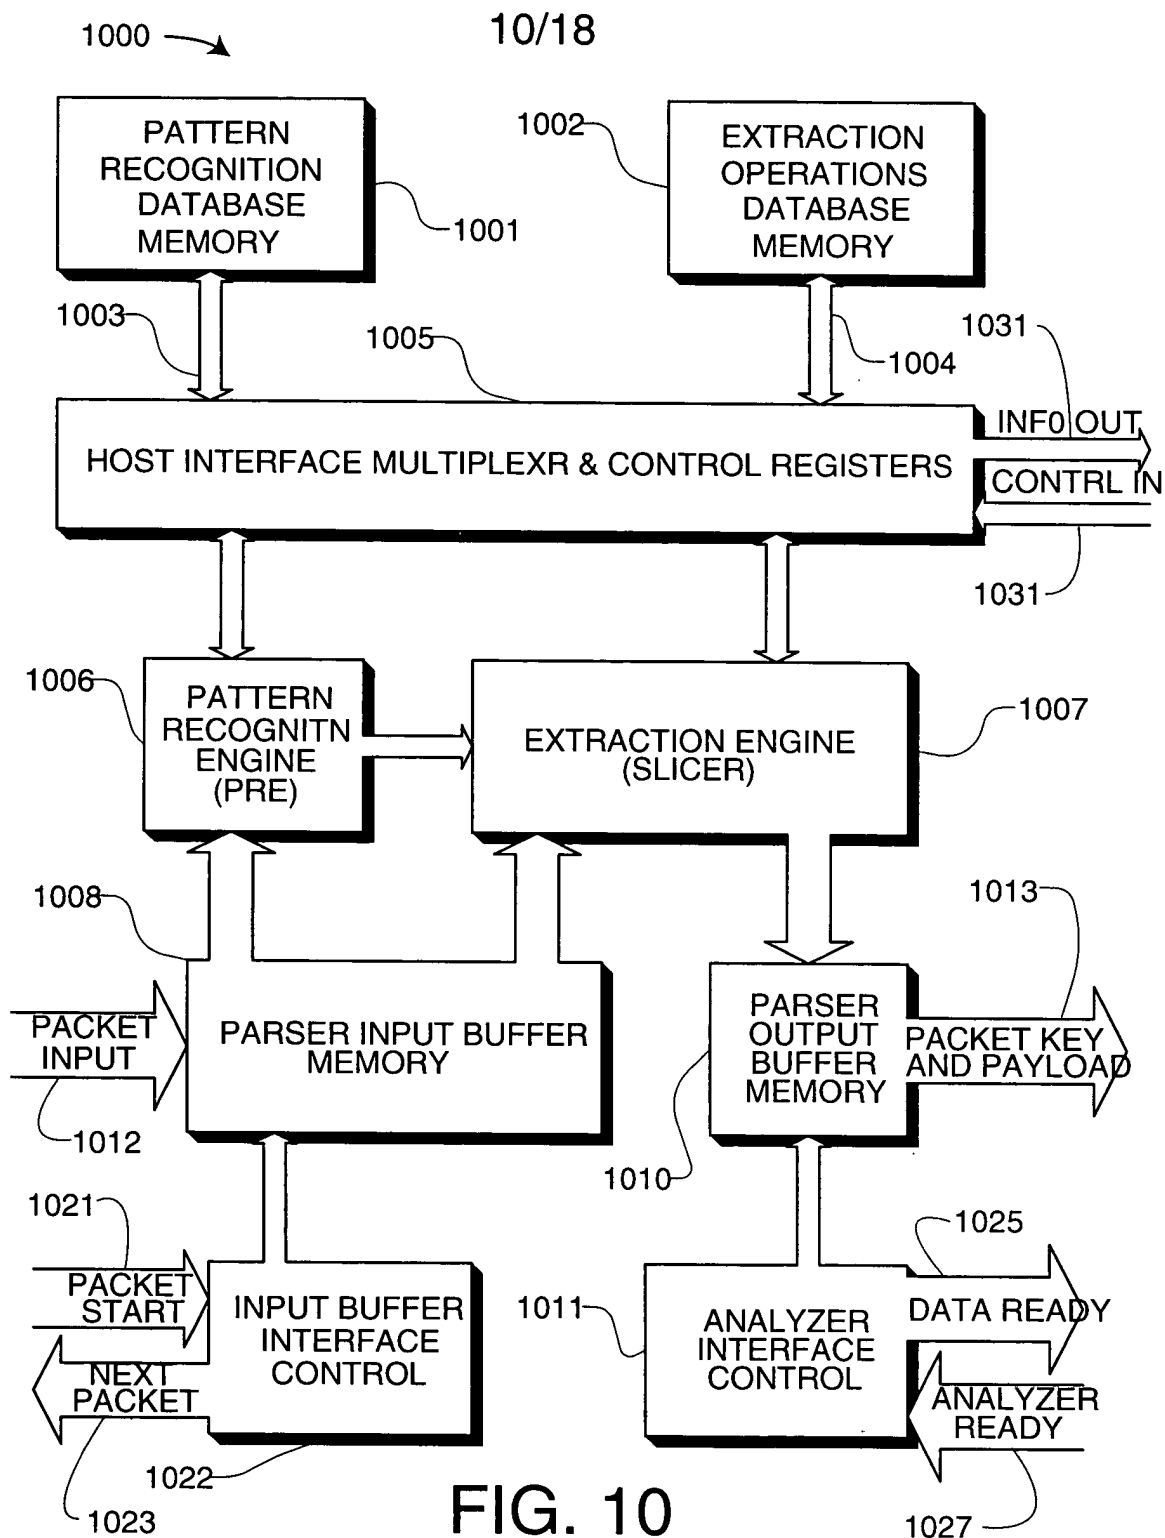 1000
10/18
PATTERN
RECOGNITION
DATABASE
MEMORY
1001
1002
EXTRACTION
OPERATIONS
DATABASE
MEMORY
1003
1005
1004
1031
HOST INTERFACE MULTIPLEXR & CONTROL REGISTERS
INF0 OUT
CONTRL IN
1031
1006
PATTERN
RECOGNITN
ENGINE
(PRE)
EXTRACTION ENGINE
(SLICER)
1007
1008
1013
PACKET
INPUT
PARSER INPUT BUFFER
MEMORY
PARSER
OUTPUT
BUFFER
MEMORY
PACKET KEY
AND PAYLOAD
1012
1010
1021
PACKET
START
NEXT
PACKET
INPUT BUFFER
INTERFACE
CONTROL
1011
ANALYZER
INTERFACE
CONTROL
1025
DATA READY
ANALYZER
READY
1022
1023
1027
FIG. 10